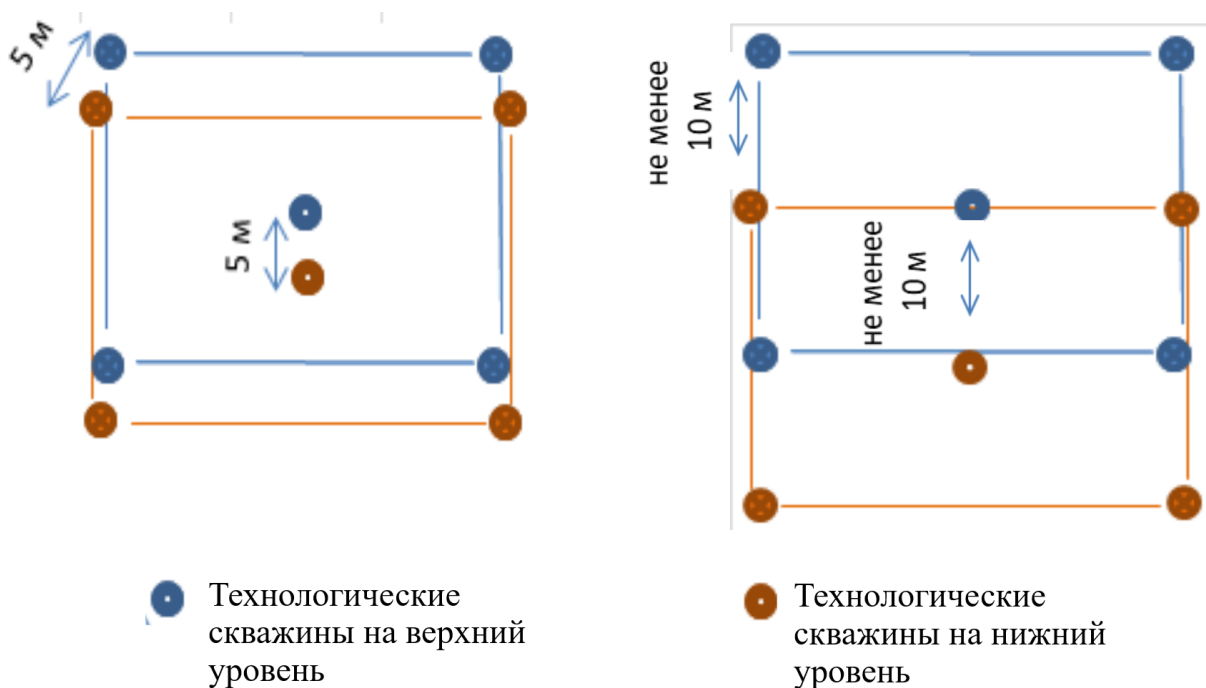 5 м
5 м
не менее
10 м
не менее
10 м
Технологические
скважины на верхний
уровень
Технологические
скважины на нижний
уровень